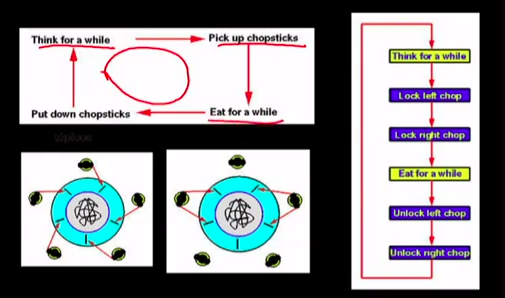 Think for a while
Pick up chopsticks
Put down chopsticks
Eat for a while
Think for a while
Lock left chop
Lock right chop
Eat for a while
Unlock left chop
Unlock right chop